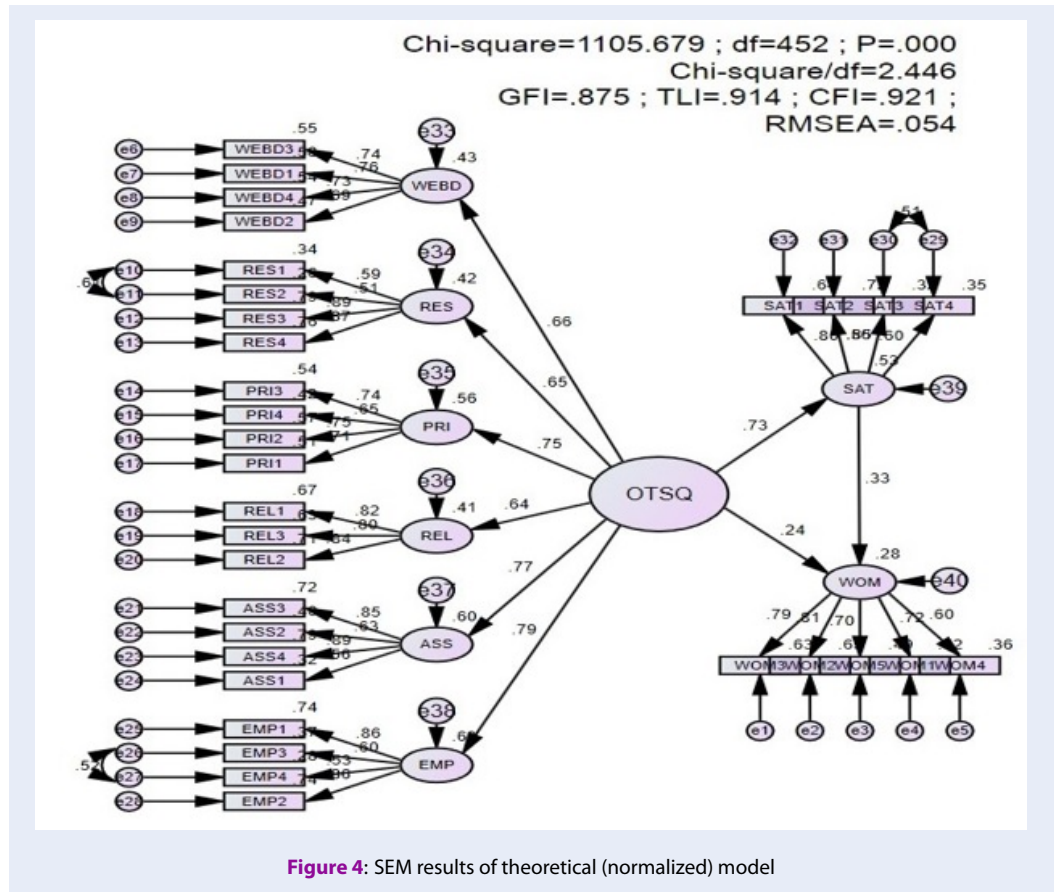 Chi-square=1105.679 ; df=452 ; P=.000
Chi-square/df=2.446
GFI=.875 ; TLI=.914 ; CFI=.921 ;
RMSEA=.054
e33
.43
WEBD
.55
e6 WEBD3 .74
e7 WEBD1 .76
e8 WEBD4 .73
e9 WEBD2 .69
.66
e34
.42
RES
.34
e10 RES1 .59
e11 RES2 .51
e12 RES3 .89
e13 RES4 .87
.65
e35
.56
PRI
.54
e14 PRI3 .74
e15 PRI4 .65
e16 PRI2 .75
e17 PRI1 .71
.75
e36
.41
REL
.67
e18 REL1 .82
e19 REL3 .80
e20 REL2 .84
.64
e37
.60
ASS
.72
e21 ASS3 .85
e22 ASS2 .63
e23 ASS4 .89
e24 ASS1
.77
e38
EMP
.74
e25 EMP1 .86
e26 EMP3 .60
e27 EMP4 .53
e28 EMP2
.79
OTSQ
.51
e32 e31 e30 e29
.35
SAT1 SAT2 SAT3 SAT4
.60
.53
SAT
e39
.73
.33
.24
.28
WOM
e40
.79 .81 .70 .72 .60
.36
WOM3 WOM2 WOM5 WOM1 WOM4
e1 e2 e3 e4 e5
Figure 4: SEM results of theoretical (normalized) model